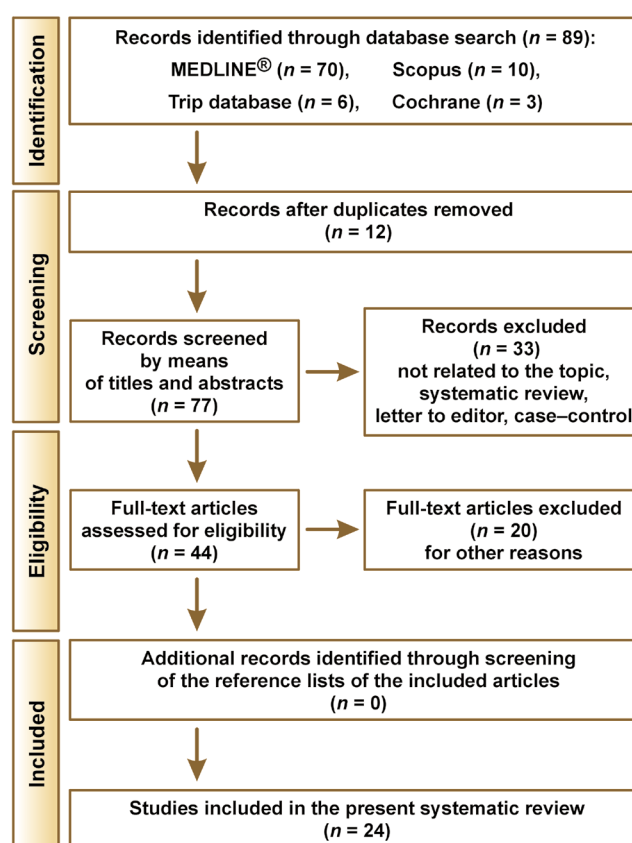 Identification
Records identified through database search (n = 89):
MEDLINE® (n = 70), Scopus (n = 10),
Trip database (n = 6), Cochrane (n = 3)
Screening
Records after duplicates removed
(n = 12)
Records screened
by means
of titles and abstracts
(n = 77)
Records excluded
(n = 33)
not related to the topic,
systematic review,
letter to editor, case–control
Eligibility
Full-text articles
assessed for eligibility
(n = 44)
Full-text articles excluded
(n = 20)
for other reasons
Included
Additional records identified through screening
of the reference lists of the included articles
(n = 0)
Studies included in the present systematic review
(n = 24)